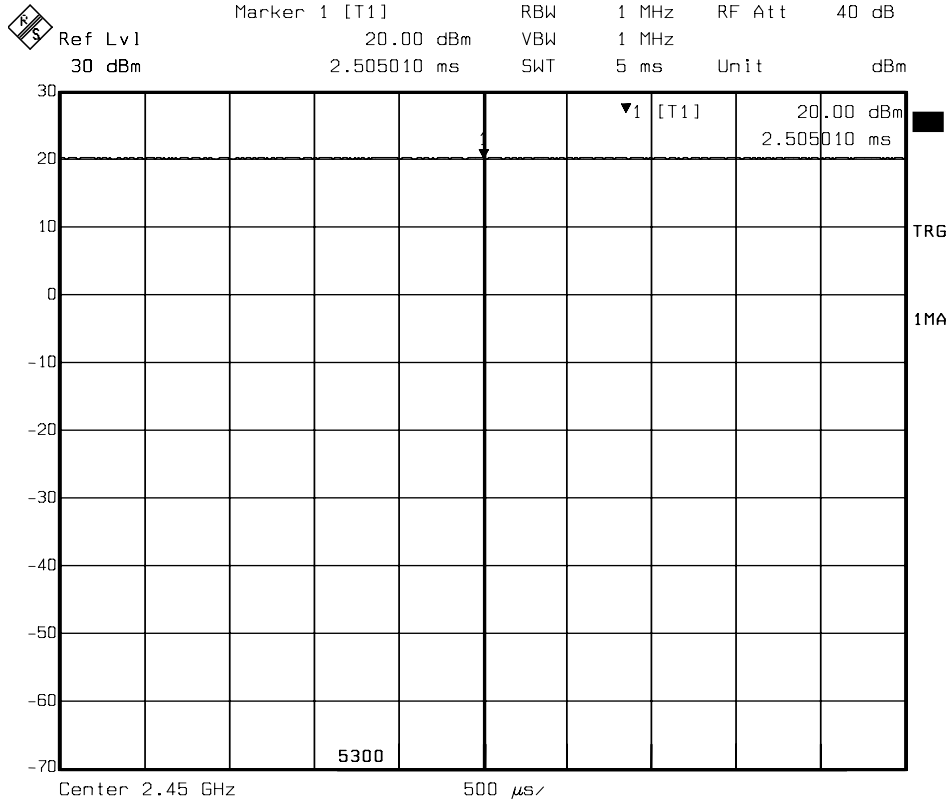 Marker 1 [T1] RBW 1 MHz RF Att 40 dB
Ref Lvl 20.00 dBm VBW 1 MHz
30 dBm 2.505010 ms SWT 5 ms Unit dBm
30
▼1 [T1] 20.00 dBm
2.505010 ms
1
20
10
TRG
0
1MA
-10
-20
-30
-40
-50
-60
5300
-70
Center 2.45 GHz 500 µs/
R S